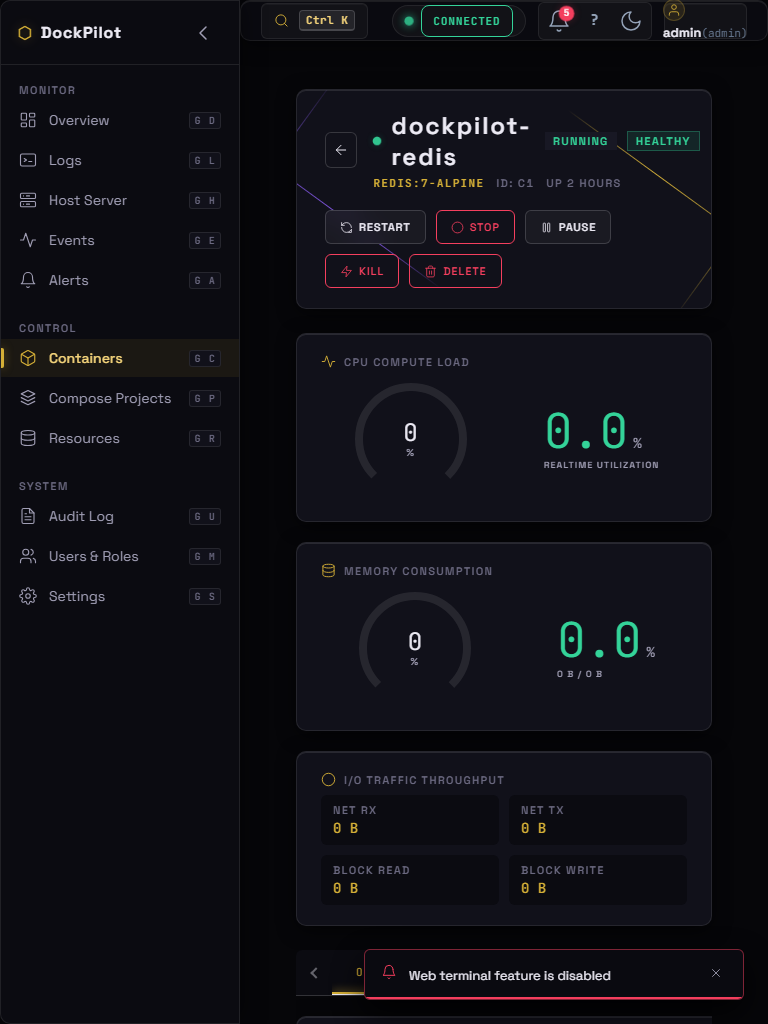 DockPilot
Ctrl K
CONNECTED
5
?
admin(admin)
MONITOR
Overview G D
Logs G L
Host Server G H
Events G E
Alerts G A
CONTROL
Containers G C
Compose Projects G P
Resources G R
SYSTEM
Audit Log G U
Users & Roles G M
Settings G S
dockpilot-
redis
RUNNING HEALTHY
REDIS:7-ALPINE ID: C1 UP 2 HOURS
RESTART STOP PAUSE
KILL DELETE
CPU COMPUTE LOAD
0
%
0.0 %
REALTIME UTILIZATION
MEMORY CONSUMPTION
0
%
0.0 %
0 B / 0 B
I/O TRAFFIC THROUGHPUT
NET RX
0 B
NET TX
0 B
BLOCK READ
0 B
BLOCK WRITE
0 B
Web terminal feature is disabled